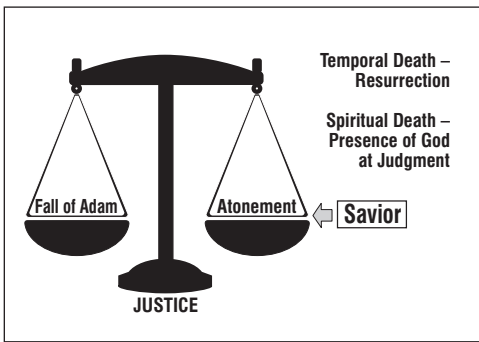 Temporal Death –
Resurrection
Spiritual Death –
Presence of God
at Judgment
Fall of Adam
Atonement
Savior
JUSTICE